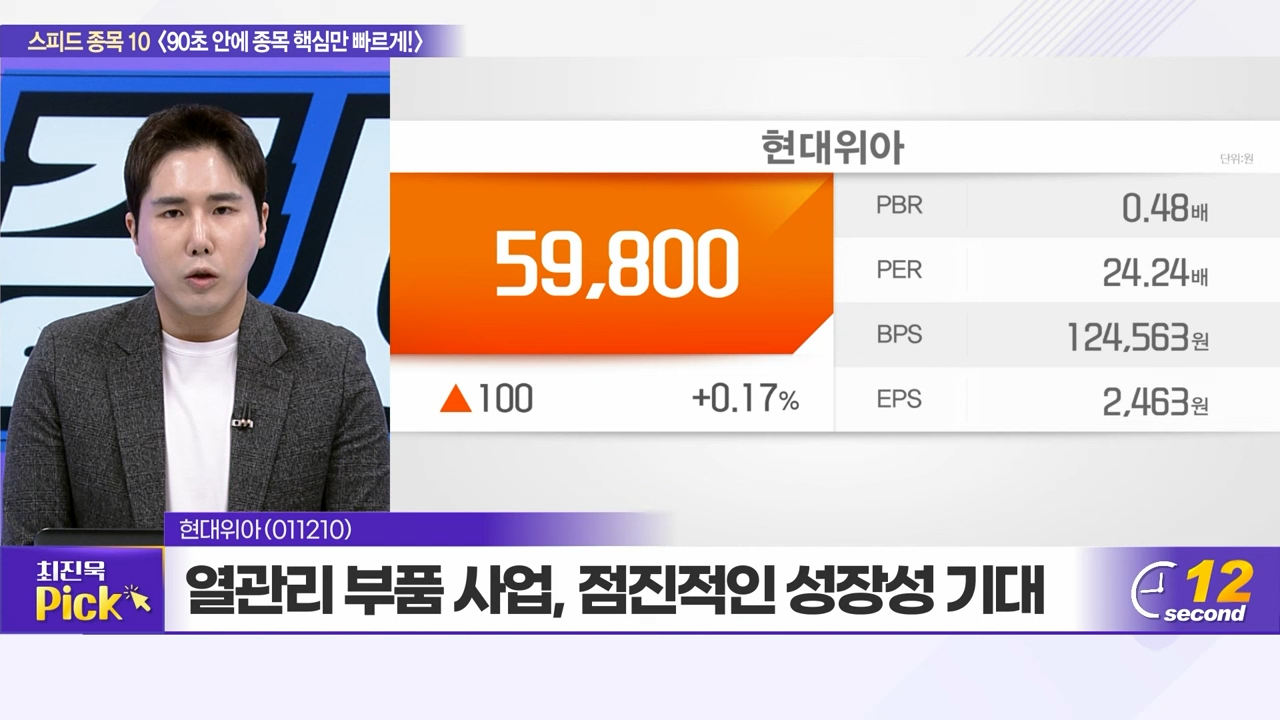 스피드 종목 10 〈90초 안에 종목 핵심만 빠르게!〉
현대위아
단위:원
59,800
▲100 +0.17%
PBR 0.48배
PER 24.24배
BPS 124,563원
EPS 2,463원
현대위아(011210)
최진욱
Pick
열관리 부품 사업, 점진적인 성장성 기대
12
second